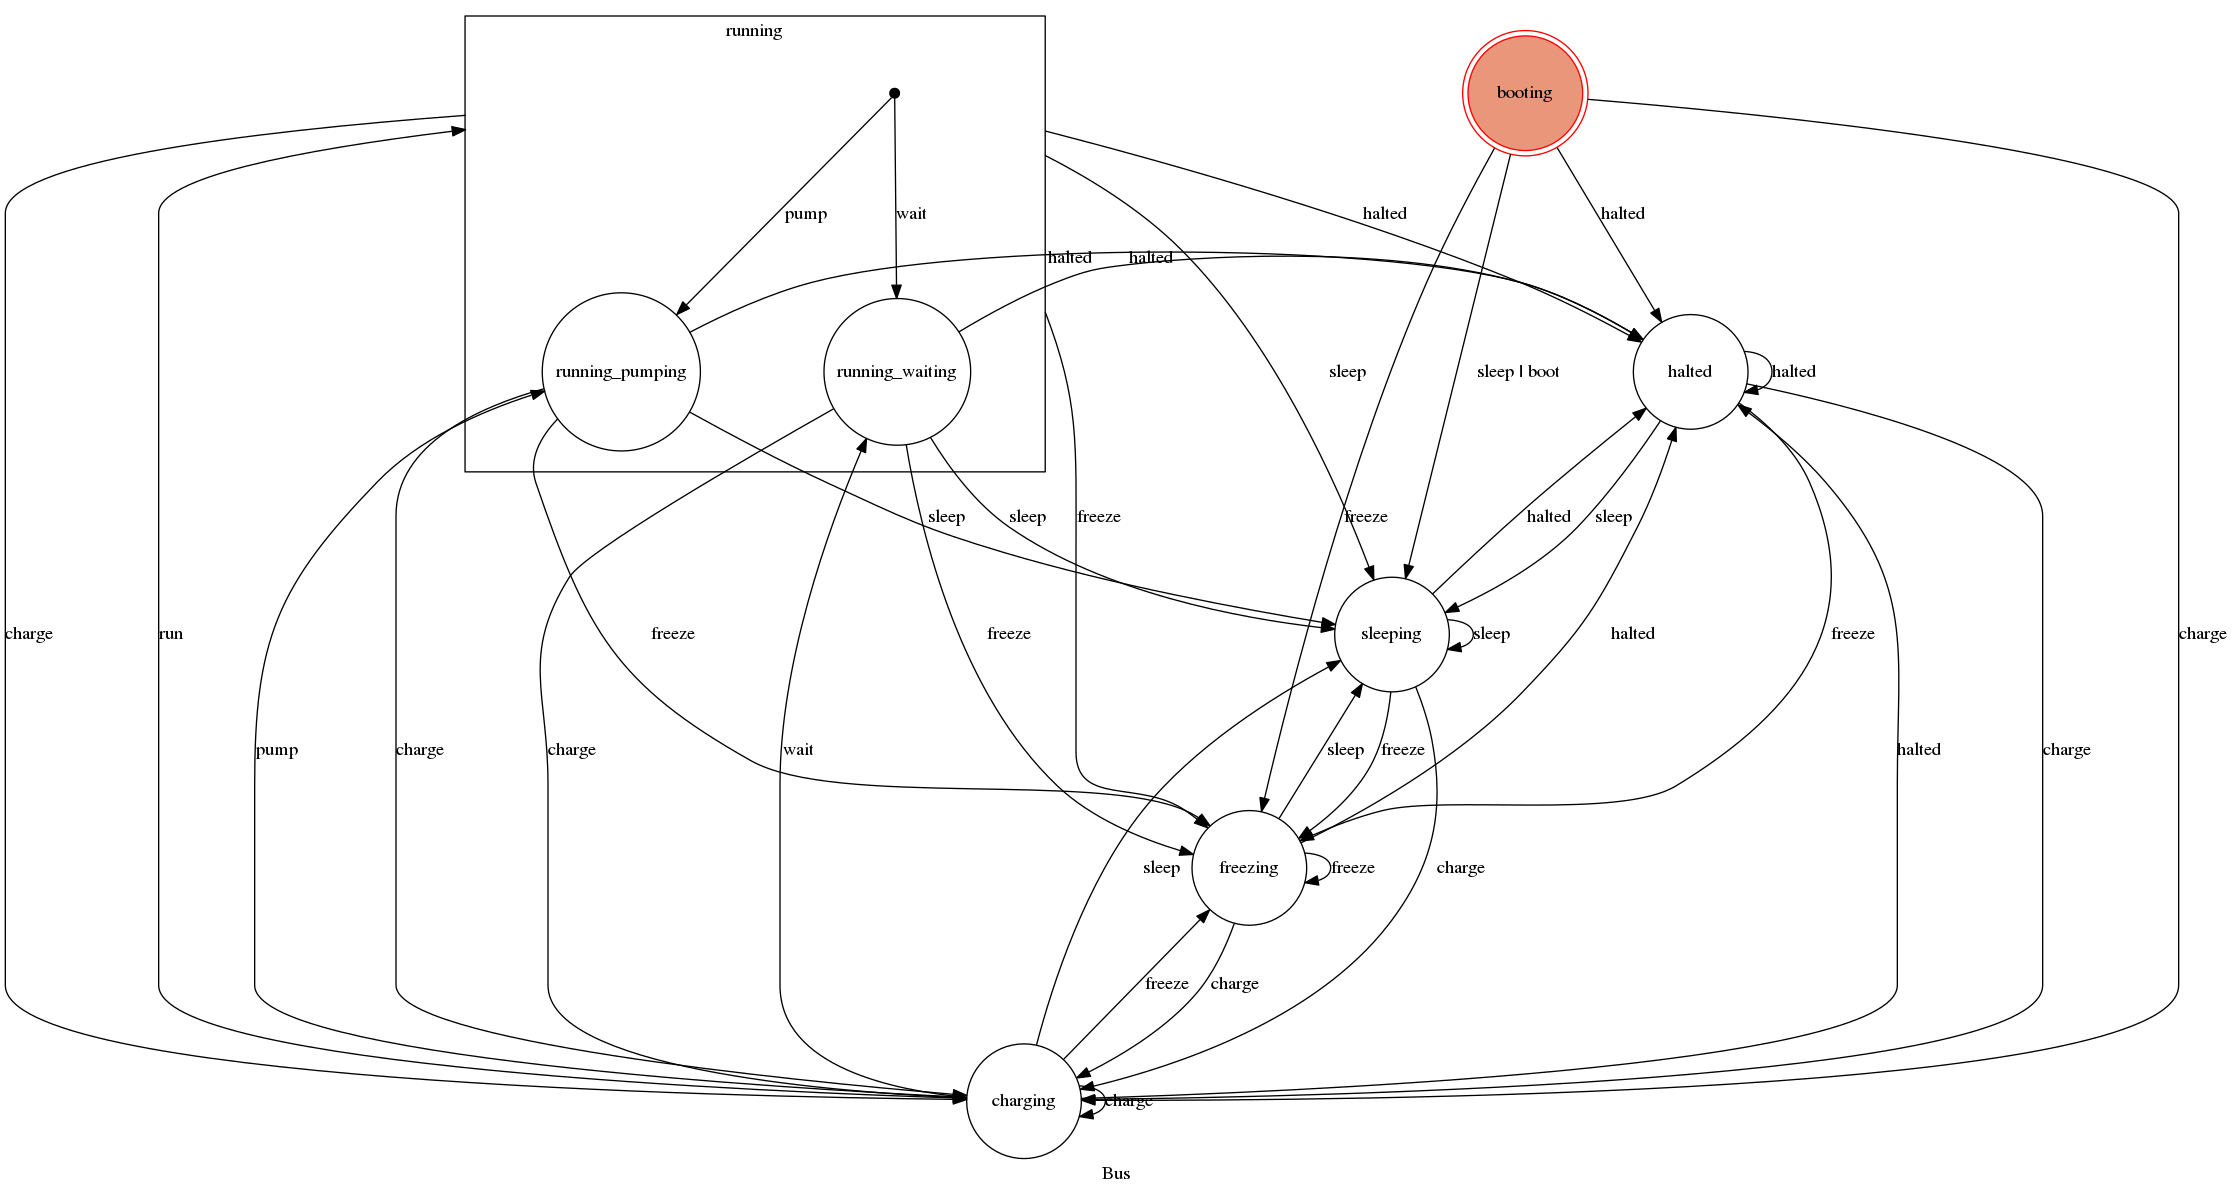 running
booting
pump
wait
halted
halted
halted
halted
running_pumping
running_waiting
sleep
sleep | boot
halted
halted
sleep
sleep
freeze
freeze
halted
sleep
charge
run
freeze
freeze
sleeping
sleep
halted
freeze
charge
pump
charge
charge
wait
sleep
freeze
halted
charge
sleep
freezing
freeze
charge
freeze
charge
charging
charge
Bus